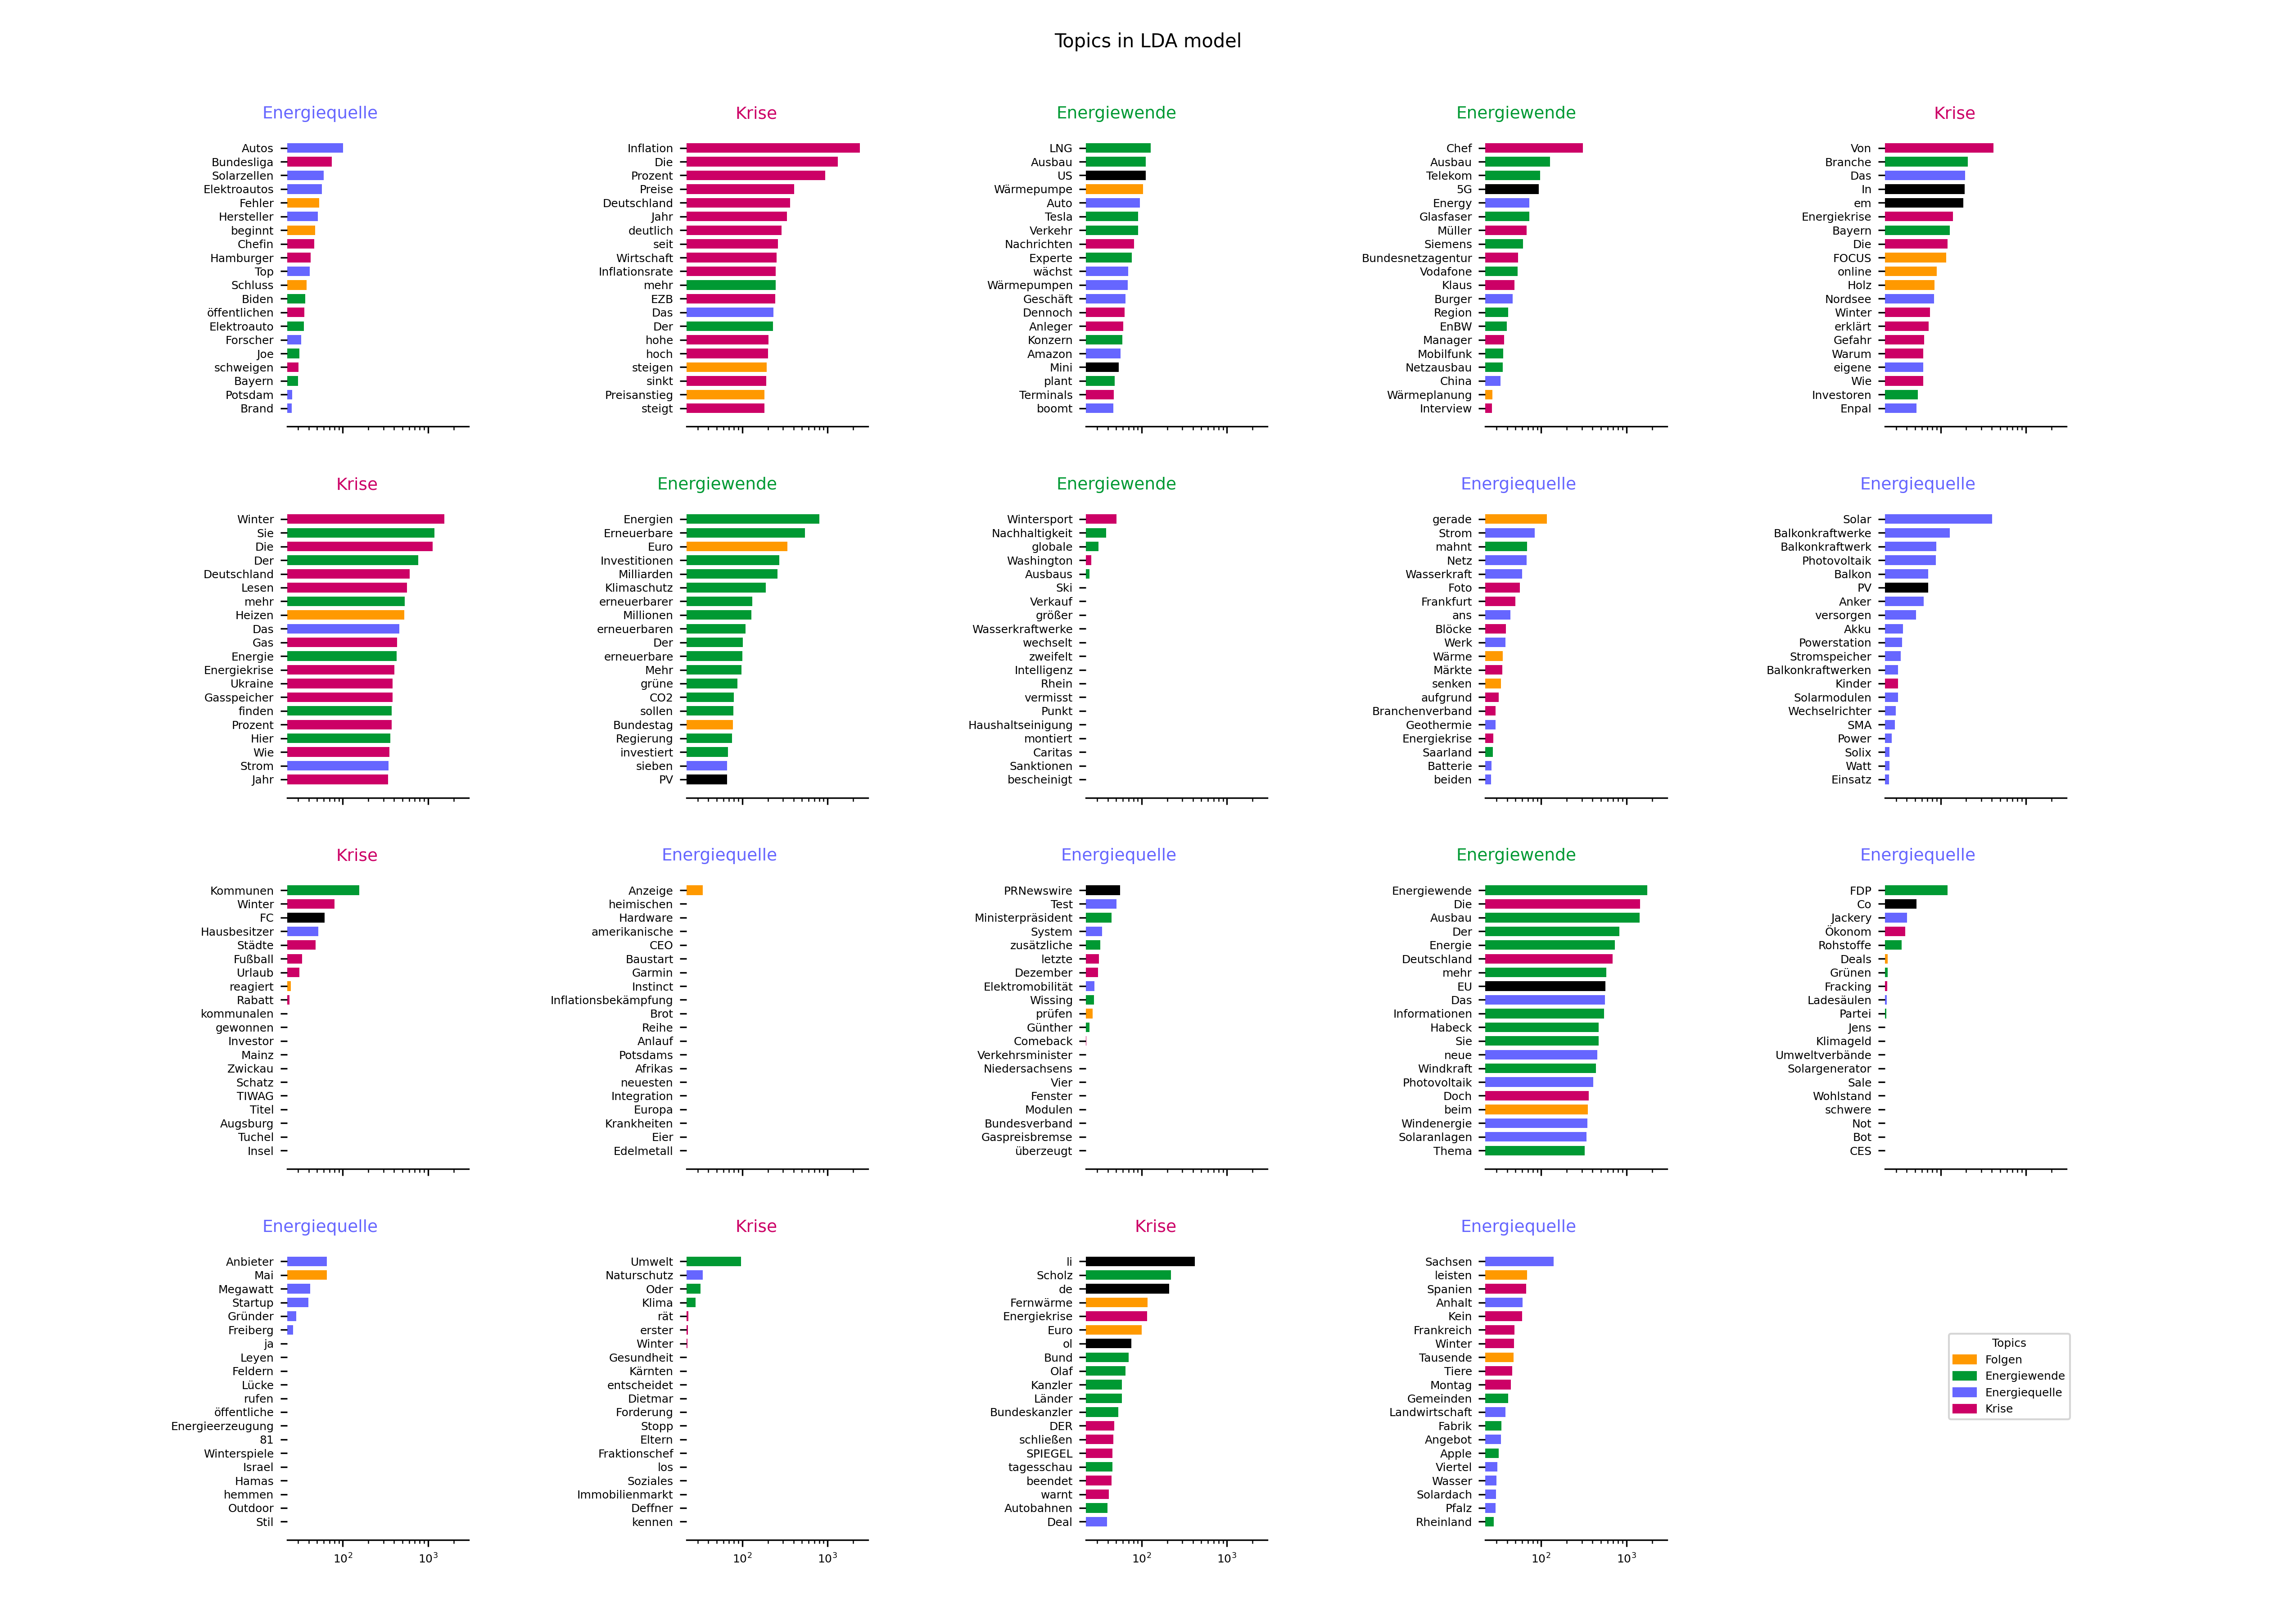 Topics in LDA model
Energiequelle
Autos
Bundesliga
Solarzellen
Elektroautos
Fehler
Hersteller
beginnt
Chefin
Hamburger
Top
Schluss
Biden
öffentlichen
Elektroauto
Forscher
Joe
schweigen
Bayern
Potsdam
Brand
Krise
Inflation
Die
Prozent
Preise
Deutschland
Jahr
deutlich
seit
Wirtschaft
Inflationsrate
mehr
EZB
Das
Der
hohe
hoch
steigen
sinkt
Preisanstieg
steigt
Energiewende
LNG
Ausbau
US
Wärmepumpe
Auto
Tesla
Verkehr
Nachrichten
Experte
wächst
Wärmepumpen
Geschäft
Dennoch
Anleger
Konzern
Amazon
Mini
plant
Terminals
boomt
Energiewende
Chef
Ausbau
Telekom
5G
Energy
Glasfaser
Müller
Siemens
Bundesnetzagentur
Vodafone
Klaus
Burger
Region
EnBW
Manager
Mobilfunk
Netzausbau
China
Wärmeplanung
Interview
Krise
Von
Branche
Das
In
em
Energiekrise
Bayern
Die
FOCUS
online
Holz
Nordsee
Winter
erklärt
Gefahr
Warum
eigene
Wie
Investoren
Enpal
Krise
Winter
Sie
Die
Der
Deutschland
Lesen
mehr
Heizen
Das
Gas
Energie
Energiekrise
Ukraine
Gasspeicher
finden
Prozent
Hier
Wie
Strom
Jahr
Energiewende
Energien
Erneuerbare
Euro
Investitionen
Milliarden
Klimaschutz
erneuerbarer
Millionen
erneuerbaren
Der
erneuerbare
Mehr
grüne
CO2
sollen
Bundestag
Regierung
investiert
sieben
PV
Energiewende
Wintersport
Nachhaltigkeit
globale
Washington
Ausbaus
Ski
Verkauf
größer
Wasserkraftwerke
wechselt
zweifelt
Intelligenz
Rhein
vermisst
Punkt
Haushaltseinigung
montiert
Caritas
Sanktionen
bescheinigt
Energiequelle
gerade
Strom
mahnt
Netz
Wasserkraft
Foto
Frankfurt
ans
Blöcke
Werk
Wärme
Märkte
senken
aufgrund
Branchenverband
Geothermie
Energiekrise
Saarland
Batterie
beiden
Energiequelle
Solar
Balkonkraftwerke
Balkonkraftwerk
Photovoltaik
Balkon
PV
Anker
versorgen
Akku
Powerstation
Stromspeicher
Balkonkraftwerken
Kinder
Solarmodulen
Wechselrichter
SMA
Power
Solix
Watt
Einsatz
Krise
Kommunen
Winter
FC
Hausbesitzer
Städte
Fußball
Urlaub
reagiert
Rabatt
kommunalen
gewonnen
Investor
Mainz
Zwickau
Schatz
TIWAG
Titel
Augsburg
Tuchel
Insel
Energiequelle
Anzeige
heimischen
Hardware
amerikanische
CEO
Baustart
Garmin
Instinct
Inflationsbekämpfung
Brot
Reihe
Anlauf
Potsdams
Afrikas
neuesten
Integration
Europa
Krankheiten
Eier
Edelmetall
Energiequelle
PRNewswire
Test
Ministerpräsident
System
zusätzliche
letzte
Dezember
Elektromobilität
Wissing
prüfen
Günther
Comeback
Verkehrsminister
Niedersachsens
Vier
Fenster
Modulen
Bundesverband
Gaspreisbremse
überzeugt
Energiewende
Energiewende
Die
Ausbau
Der
Energie
Deutschland
mehr
EU
Das
Informationen
Habeck
Sie
neue
Windkraft
Photovoltaik
Doch
beim
Windenergie
Solaranlagen
Thema
Energiequelle
FDP
Co
Jackery
Ökonom
Rohstoffe
Deals
Grünen
Fracking
Ladesäulen
Partei
Jens
Klimageld
Umweltverbände
Solargenerator
Sale
Wohlstand
schwere
Not
Bot
CES
Energiequelle
Anbieter
Mai
Megawatt
Startup
Gründer
Freiberg
ja
Leyen
Feldern
Lücke
rufen
öffentliche
Energieerzeugung
81
Winterspiele
Israel
Hamas
hemmen
Outdoor
Stil
10² 10³
Krise
Umwelt
Naturschutz
Oder
Klima
rät
erster
Winter
Gesundheit
Kärnten
entscheidet
Dietmar
Forderung
Stopp
Eltern
Fraktionschef
los
Soziales
Immobilienmarkt
Deffner
kennen
10² 10³
Krise
li
Scholz
de
Fernwärme
Energiekrise
Euro
ol
Bund
Olaf
Kanzler
Länder
Bundeskanzler
DER
schließen
SPIEGEL
tagesschau
beendet
warnt
Autobahnen
Deal
10² 10³
Energiequelle
Sachsen
leisten
Spanien
Anhalt
Kein
Frankreich
Winter
Tausende
Tiere
Montag
Gemeinden
Landwirtschaft
Fabrik
Angebot
Apple
Viertel
Wasser
Solardach
Pfalz
Rheinland
10² 10³
Topics
Folgen
Energiewende
Energiequelle
Krise